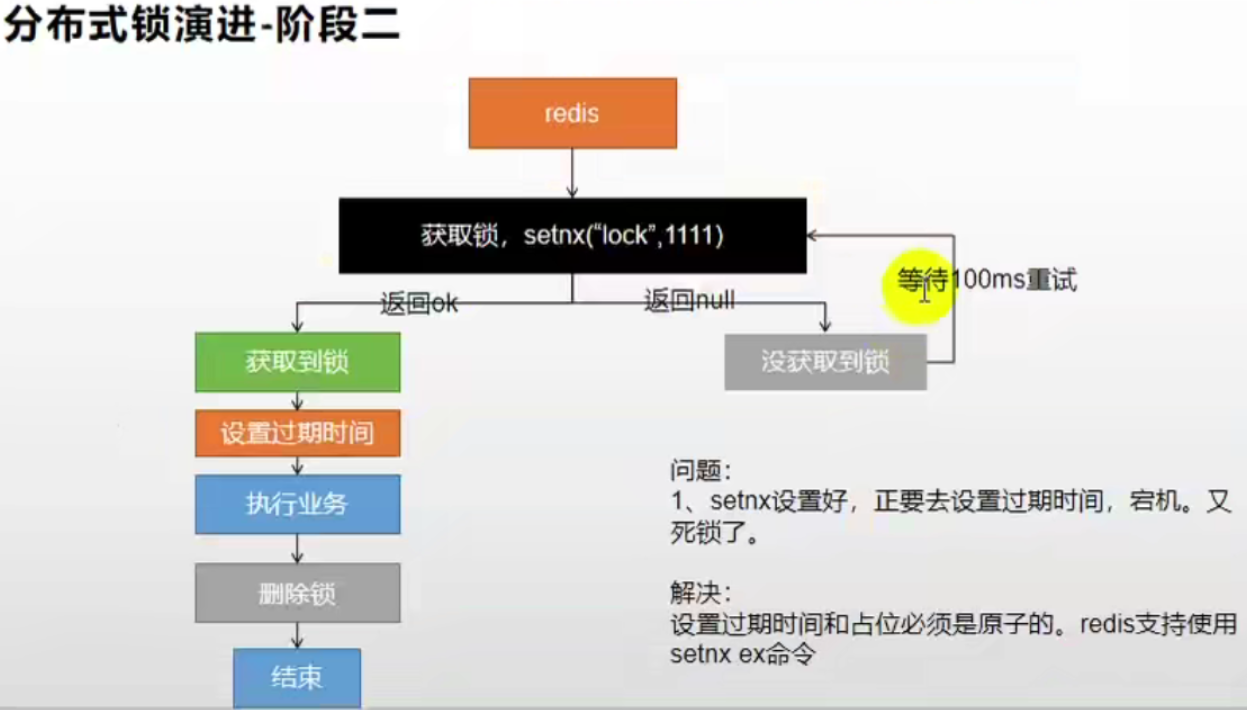 分布式锁演进-阶段二
redis
获取锁，setnx(“lock”,1111)
等待100ms重试
返回ok
返回null
获取到锁
没获取到锁
设置过期时间
执行业务
删除锁
结束
问题：
1、setnx设置好，正要去设置过期时间，宕机。又
死锁了。
解决：
设置过期时间和占位必须是原子的。redis支持使用
setnx ex命令